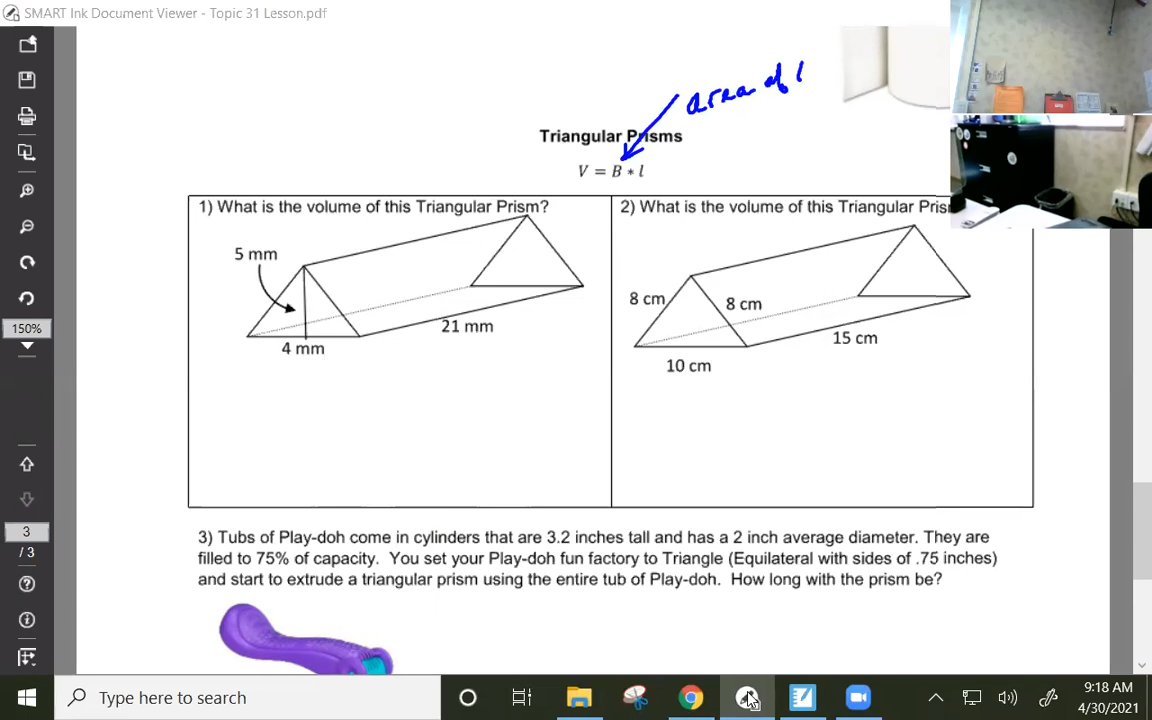 SMART Ink Document Viewer - Topic 31 Lesson.pdf
area of
Triangular Prisms
V = B * l
1) What is the volume of this Triangular Prism?
5 mm
21 mm
4 mm
2) What is the volume of this Triangular Pris
8 cm
8 cm
15 cm
10 cm
3) Tubs of Play-doh come in cylinders that are 3.2 inches tall and has a 2 inch average diameter. They are
filled to 75% of capacity. You set your Play-doh fun factory to Triangle (Equilateral with sides of .75 inches)
and start to extrude a triangular prism using the entire tub of Play-doh. How long with the prism be?
150%
3
/ 3
Type here to search
9:18 AM
4/30/2021